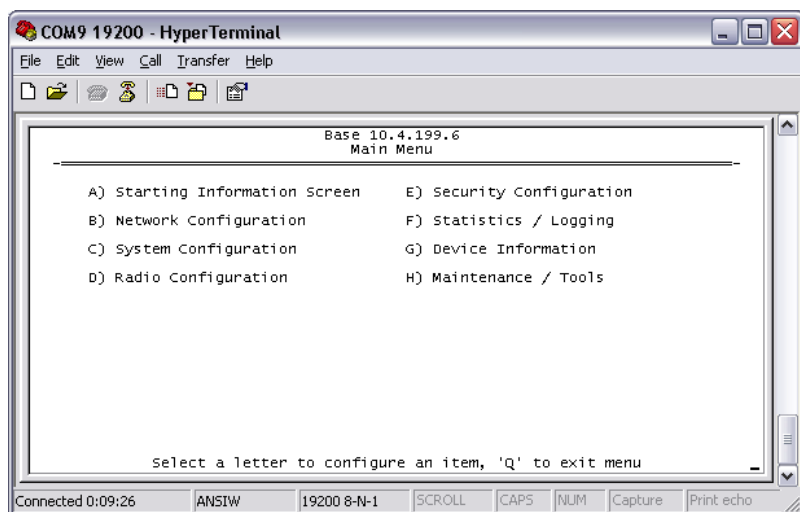 COM9 19200 - HyperTerminal
File Edit View Call Transfer Help
Base 10.4.199.6
Main Menu
A) Starting Information Screen E) Security Configuration
B) Network Configuration F) Statistics / Logging
C) System Configuration G) Device Information
D) Radio Configuration H) Maintenance / Tools
Select a letter to configure an item, 'Q' to exit menu
Connected 0:09:26 ANSIW 19200 8-N-1 SCROLL CAPS NUM Capture Print echo